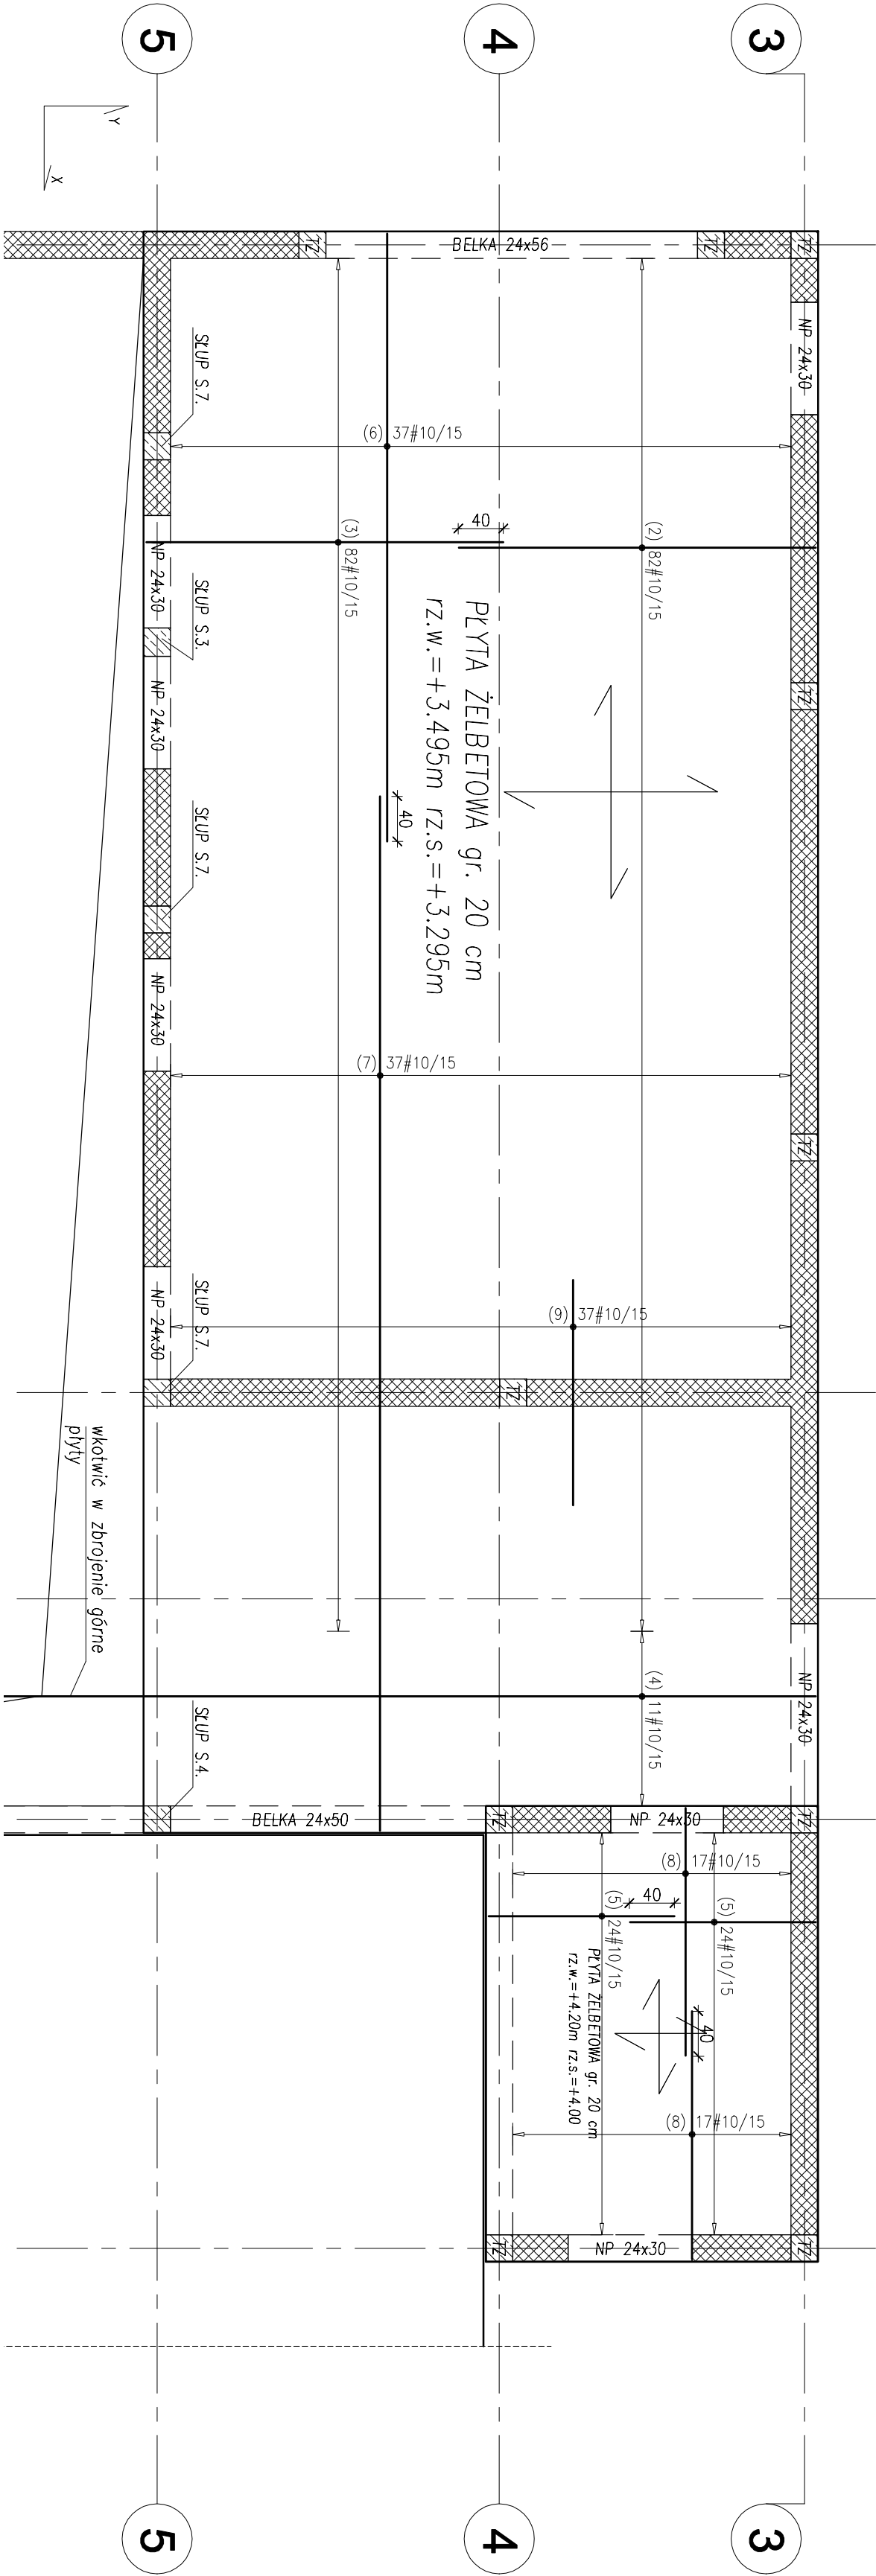 5
4
3
Y
X
TZ
BELKA 24x56
TZ
TZ
NP 24x30
SŁUP S.7.
(6) 37#10/15
40
(3) 82#10/15
(2) 82#10/15
NP 24x30
SŁUP S.3.
PŁYTA ŻELBETOWA gr. 20 cm
rz.w.=+3.495m rz.s.=+3.295m
NP 24x30
TZ
40
SŁUP S.7.
NP 24x30
(7) 37#10/15
TZ
SŁUP S.7.
NP 24x30
(9) 37#10/15
TZ
wkotwić w zbrojenie górne
płyty
(4) 11#10/15
NP 24x30
SŁUP S.4.
BELKA 24x50
TZ
NP 24x30
TZ
(8) 17#10/15
40
(5) 24#10/15
(5) 24#10/15
PŁYTA ŻELBETOWA gr. 20 cm
rz.w.=+4.20m rz.s.=+4.00
40
(8) 17#10/15
TZ
NP 24x30
TZ
5
4
3